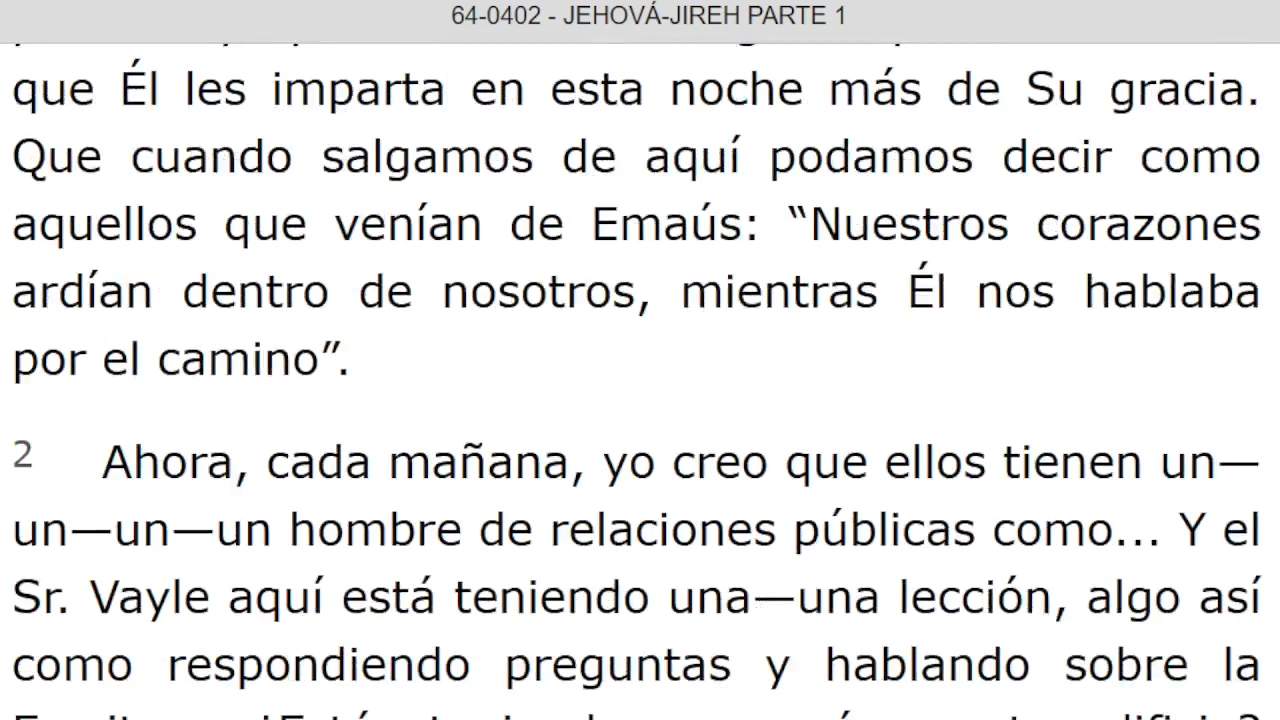 64-0402 - JEHOVÁ-JIREH PARTE 1
que Él les imparta en esta noche más de Su gracia.
Que cuando salgamos de aquí podamos decir como
aquellos que venían de Emaús: “Nuestros corazones
ardían dentro de nosotros, mientras Él nos hablaba
por el camino”.
2 Ahora, cada mañana, yo creo que ellos tienen un—
un—un—un hombre de relaciones públicas como... Y el
Sr. Vayle aquí está teniendo una—una lección, algo así
como respondiendo preguntas y hablando sobre la